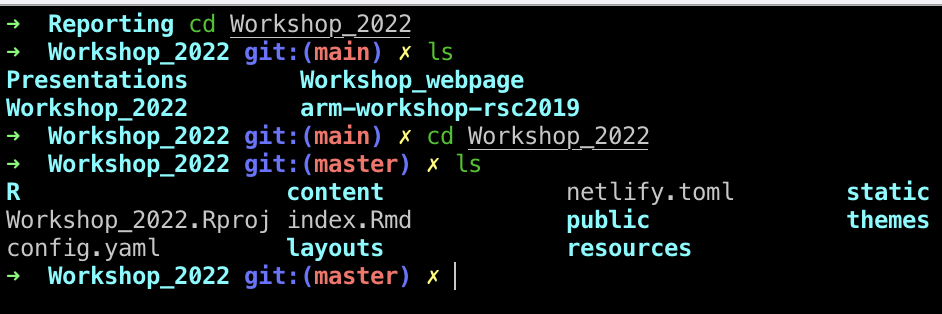 → Reporting cd Workshop_2022
→ Workshop_2022 git:(main) ✗ ls
Presentations Workshop_webpage
Workshop_2022 arm-workshop-rsc2019
→ Workshop_2022 git:(main) ✗ cd Workshop_2022
→ Workshop_2022 git:(master) ✗ ls
R content netlify.toml static
Workshop_2022.Rproj index.Rmd public themes
config.yaml layouts resources
→ Workshop_2022 git:(master) ✗